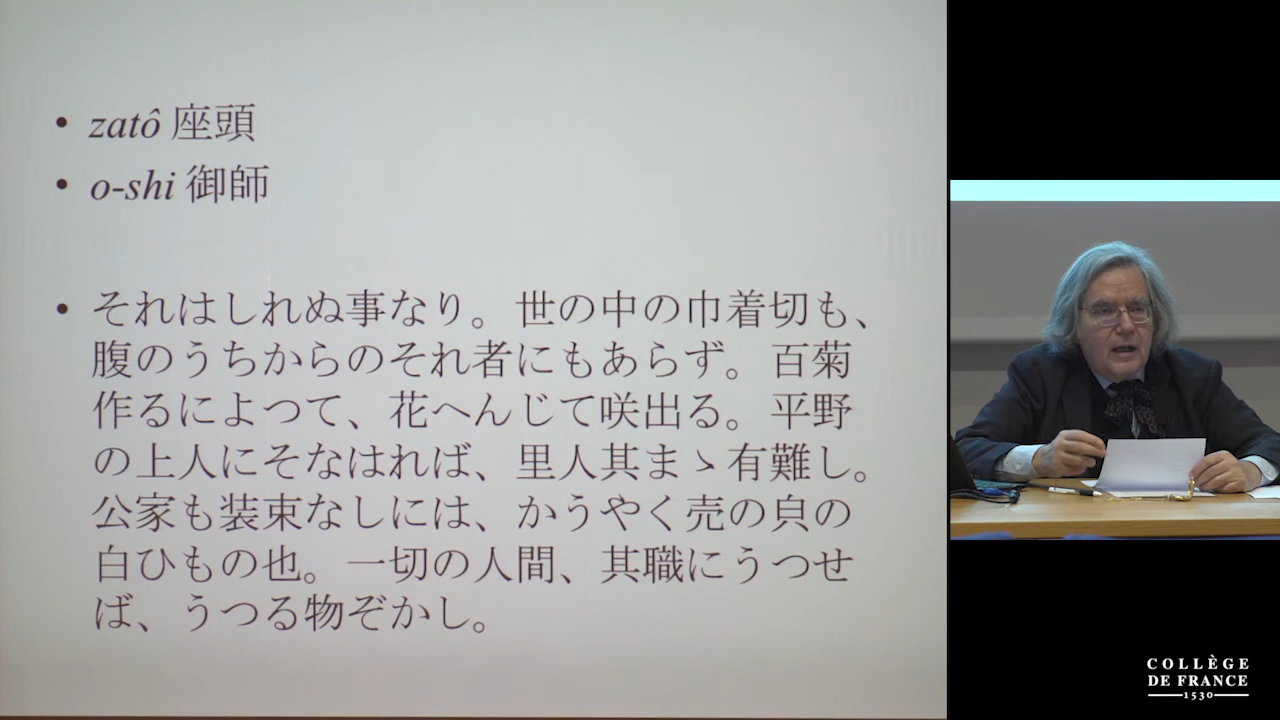 • zatô 座頭
• o-shi 御師
• それはしれぬ事なり。世の中の巾着切も、
腹のうちからのそれ者にもあらず。百菊
作るによつて、花へんじて咲出る。平野
の上人にそなはれば、里人其まゝ有難し。
公家も装束なしには、かうやく売の㒵の
白ひもの也。一切の人間、其職にうつせ
ば、うつる物ぞかし。
COLLÈGE
DE FRANCE
1530